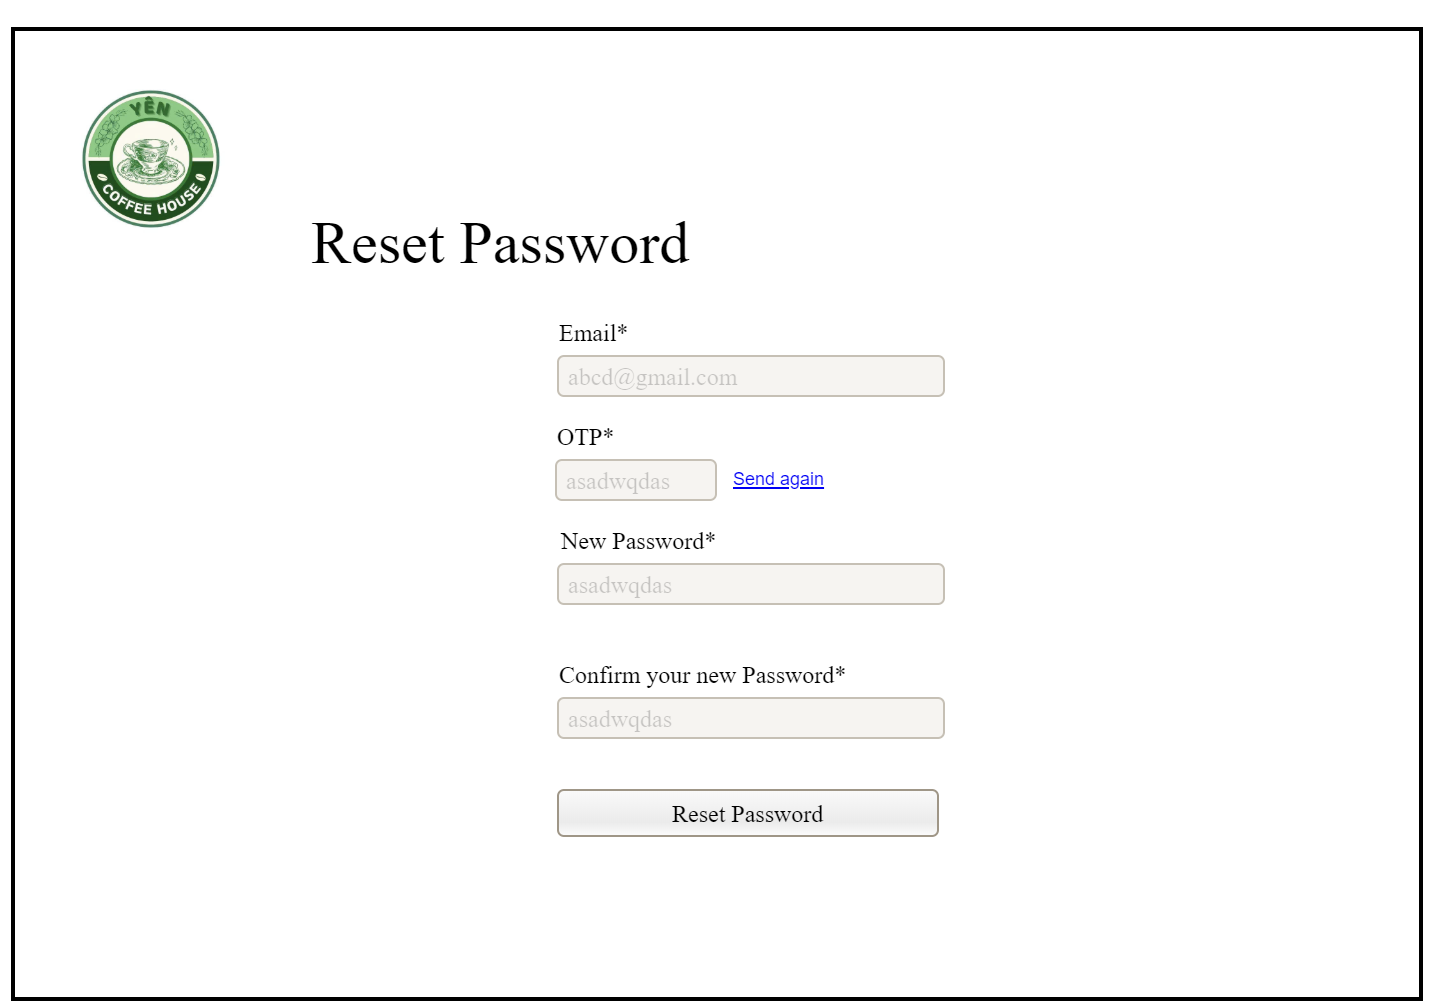 YÊN
COFFEE HOUSE
Reset Password
Email*
abcd@gmail.com
OTP*
asadwqdas
Send again
New Password*
asadwqdas
Confirm your new Password*
asadwqdas
Reset Password